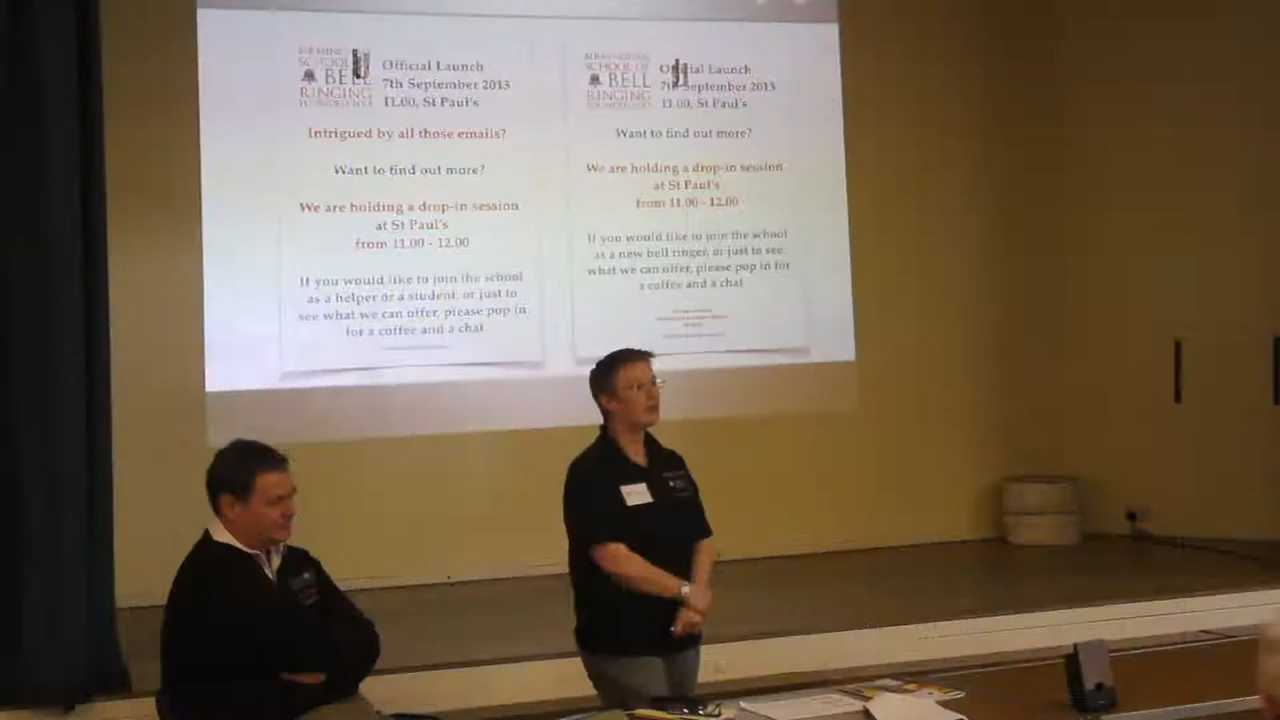 BIRMINGHAM
SCHOOL OF
BELL
RINGING
Official Launch
7th September 2013
11.00, St Paul's
Intrigued by all those emails?
Want to find out more?
We are holding a drop-in session
at St Paul's
from 11.00 - 12.00
If you would like to join the school
as a helper or a student, or just to
see what we can offer, please pop in
for a coffee and a chat
BIRMINGHAM
SCHOOL OF
BELL
RINGING
Official Launch
7th September 2013
11.00, St Paul's
Want to find out more?
We are holding a drop-in session
at St Paul's
from 11.00 - 12.00
If you would like to join the school
as a new bell ringer, or just to see
what we can offer, please pop in for
a coffee and a chat